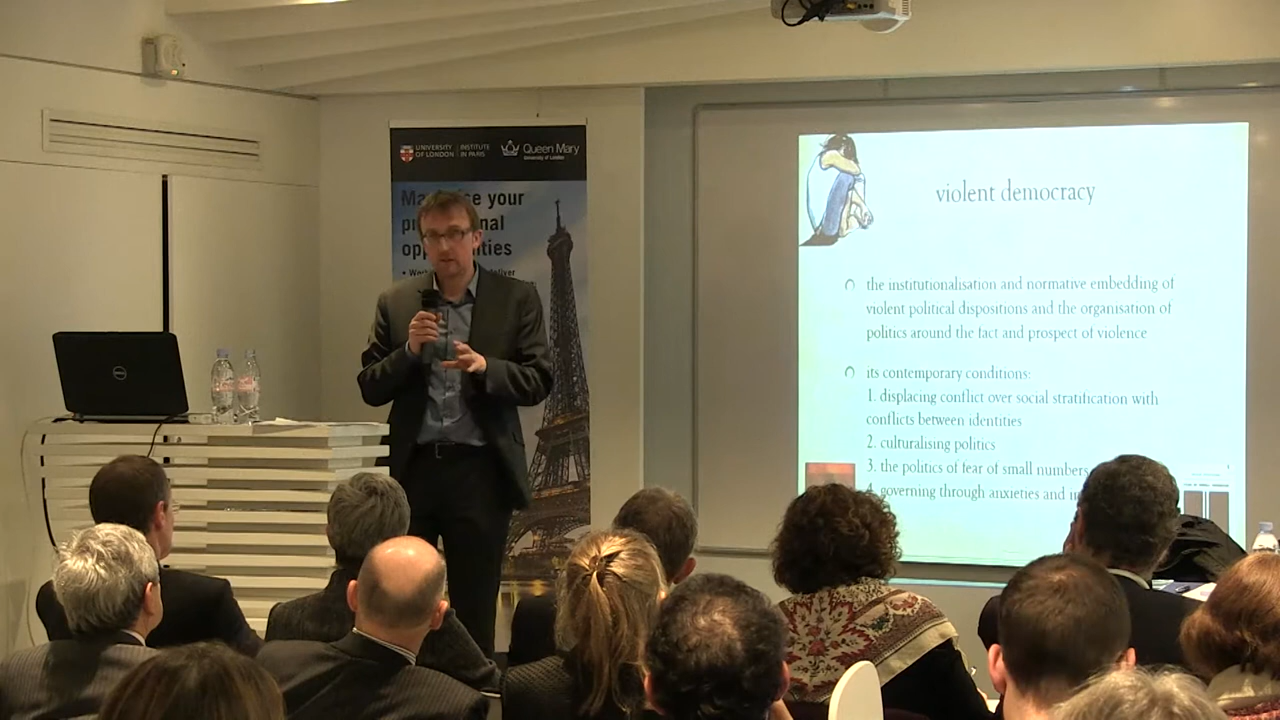 UNIVERSITY OF LONDON
INSTITUTE IN PARIS
Queen Mary
University of London
your
violent democracy
the institutionalisation and normative embedding of
violent political dispositions and the organisation of
politics around the fact and prospect of violence
its contemporary conditions:
1. displacing conflict over social stratification with
conflicts between identities
2. culturalising politics
3. the politics of fear of small numbers
4. governing through anxieties and
DELL